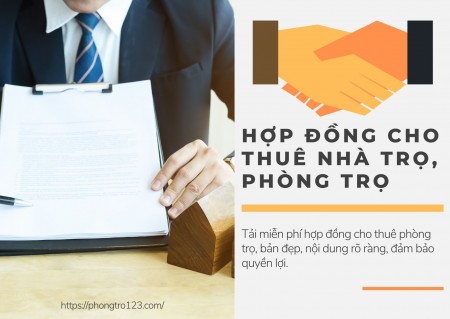 HỢP ĐỒNG CHO
THUÊ NHÀ TRỌ,
PHÒNG TRỌ
Tải miễn phí hợp đồng cho thuê phòng
trọ, bản đẹp, nội dung rõ ràng, đảm bảo
quyền lợi.
https://phongtro123.com/